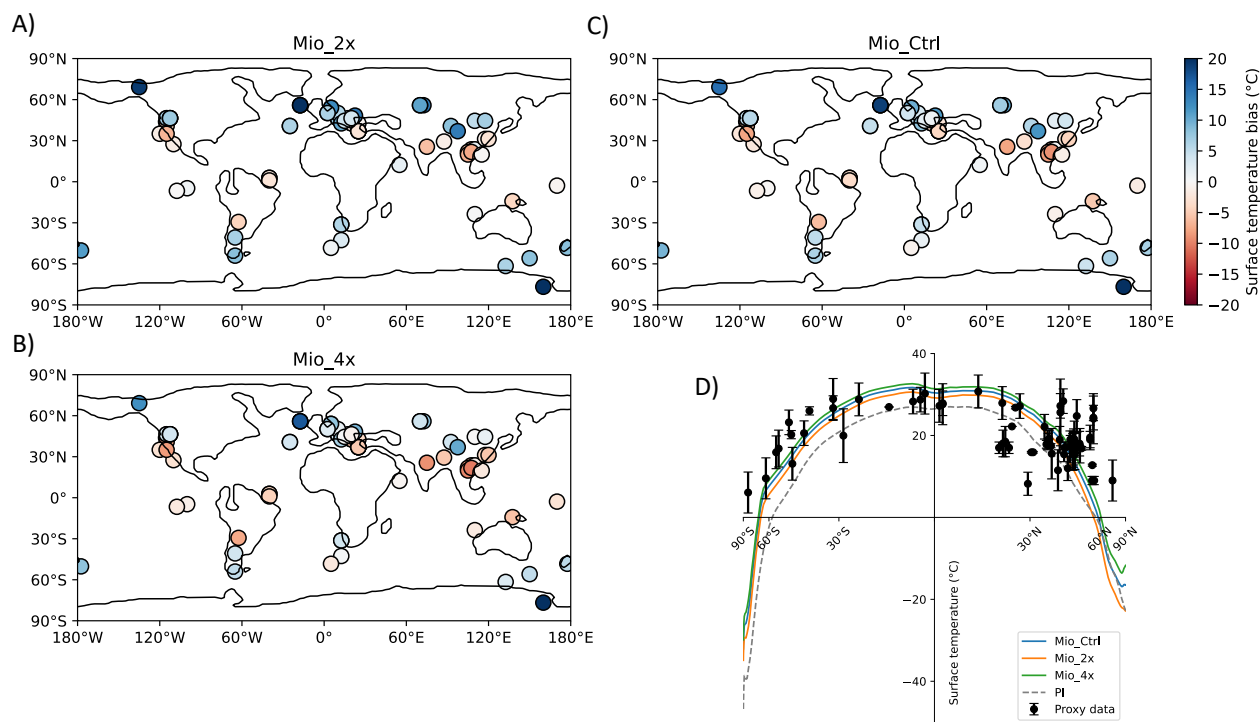 A)
Mio_2x
90°N
60°N
30°N
0°
30°S
60°S
90°S
180°W 120°W 60°W 0° 60°E 120°E 180°E
C)
Mio_Ctrl
90°N
60°N
30°N
0°
30°S
60°S
90°S
180°W 120°W 60°W 0° 60°E 120°E 180°E
20
15
10
5
0
−5
−10
−15
−20
Surface temperature bias (°C)
B)
Mio_4x
90°N
60°N
30°N
0°
30°S
60°S
90°S
180°W 120°W 60°W 0° 60°E 120°E 180°E
D)
40
20
−20
−40
90°S 60°S 30°S 30°N 60°N 90°N
Surface temperature (°C)
Mio_Ctrl
Mio_2x
Mio_4x
PI
Proxy data